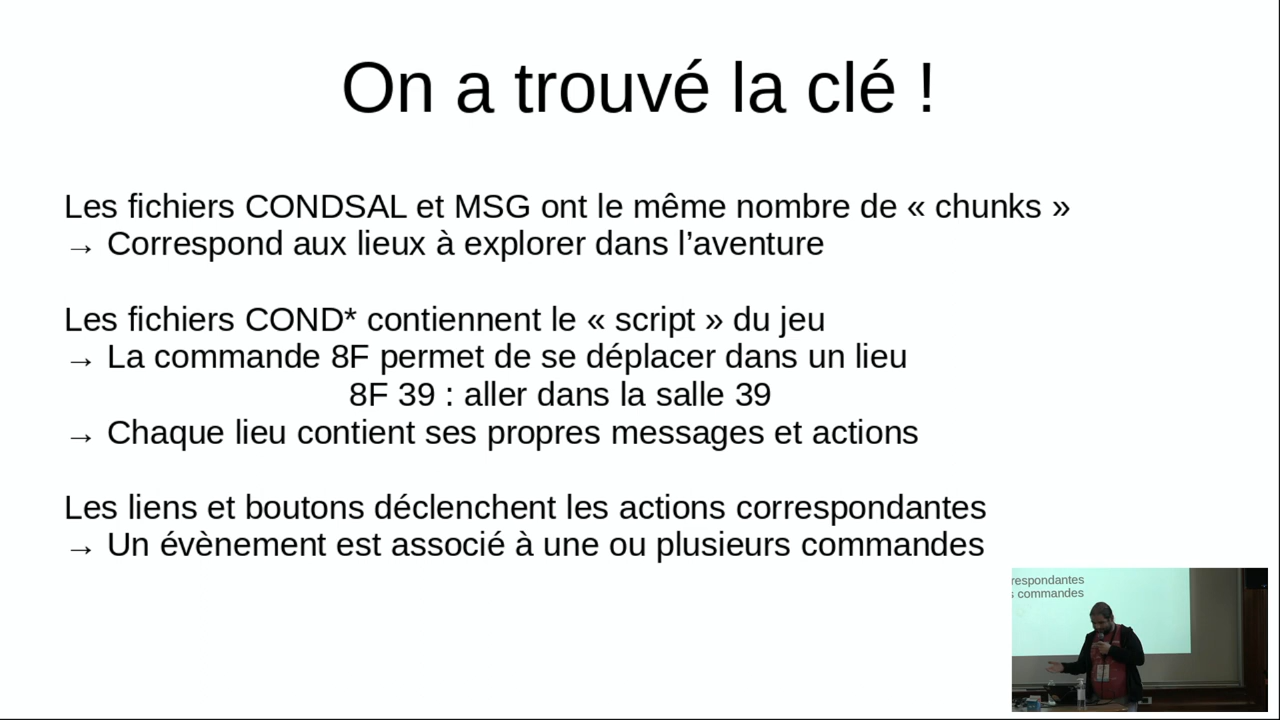 On a trouvé la clé !
Les fichiers CONDSAL et MSG ont le même nombre de « chunks »
→ Correspond aux lieux à explorer dans l’aventure
Les fichiers COND* contiennent le « script » du jeu
→ La commande 8F permet de se déplacer dans un lieu
8F 39 : aller dans la salle 39
→ Chaque lieu contient ses propres messages et actions
Les liens et boutons déclenchent les actions correspondantes
→ Un évènement est associé à une ou plusieurs commandes
respondantes
s commandes